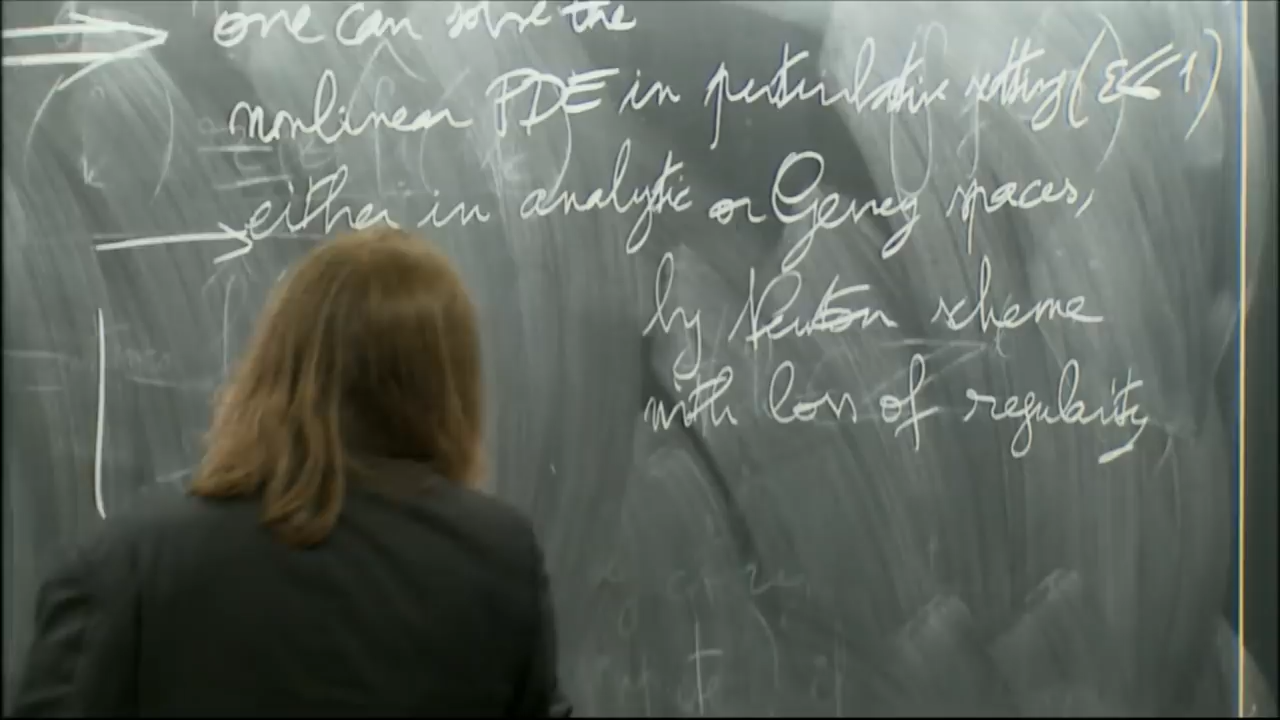 "one can solve the
nonlinear PDE in perturbative setting (ε≪1)
either in analytic or Gevrey spaces,
by Newton scheme
with loss of regularity